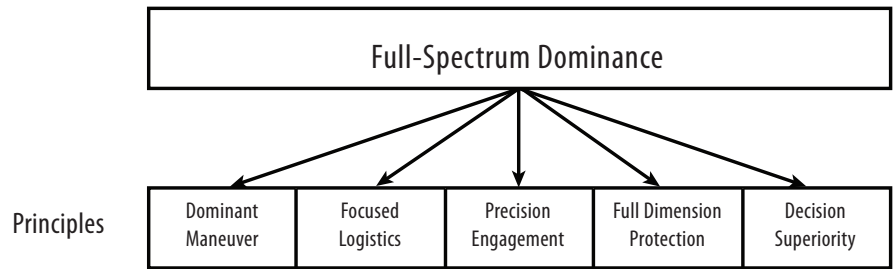 Full-Spectrum Dominance
Principles
Dominant
Maneuver
Focused
Logistics
Precision
Engagement
Full Dimension
Protection
Decision
Superiority